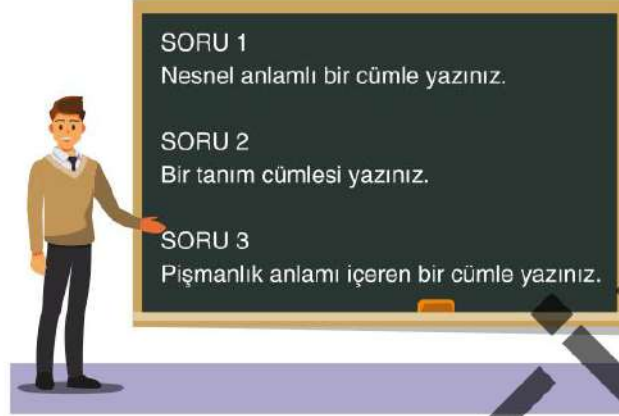 SORU 1
Nesnel anlamlı bir cümle yazınız.
SORU 2
Bir tanım cümlesi yazınız.
SORU 3
Pişmanlık anlamı içeren bir cümle yazınız.